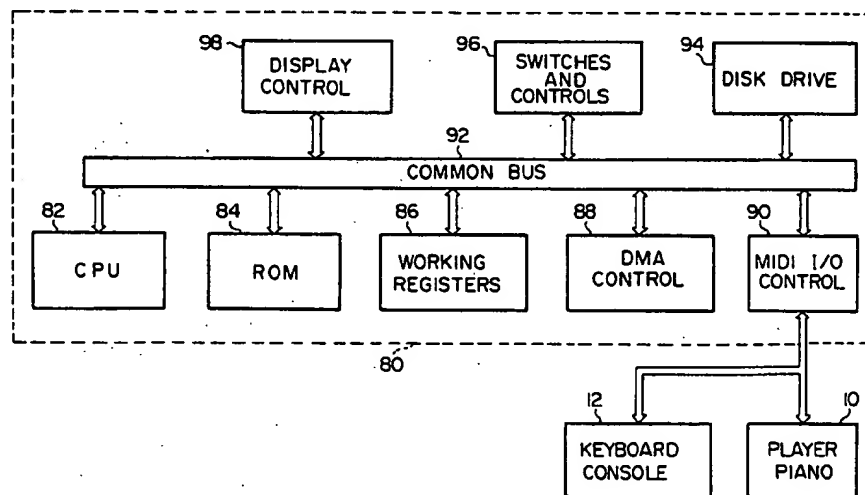 98
DISPLAY
CONTROL
96
SWITCHES
AND
CONTROLS
94
DISK DRIVE
92
COMMON BUS
82
CPU
84
ROM
86
WORKING
REGISTERS
88
DMA
CONTROL
90
MIDI I/O
CONTROL
80
12
KEYBOARD
CONSOLE
10
PLAYER
PIANO